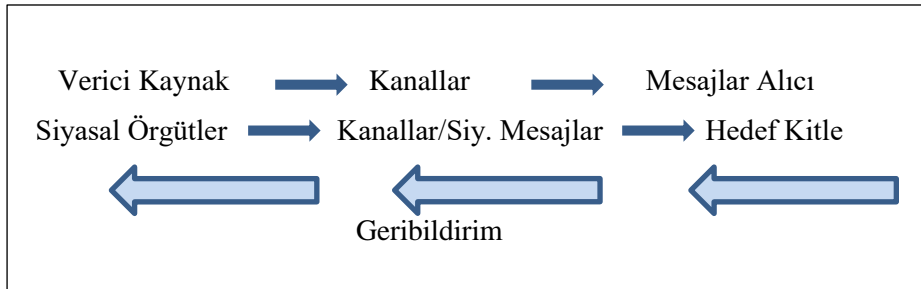 Verici Kaynak Kanallar Mesajlar Alıcı
Siyasal Örgütler Kanallar/Siy. Mesajlar Hedef Kitle
Geribildirim